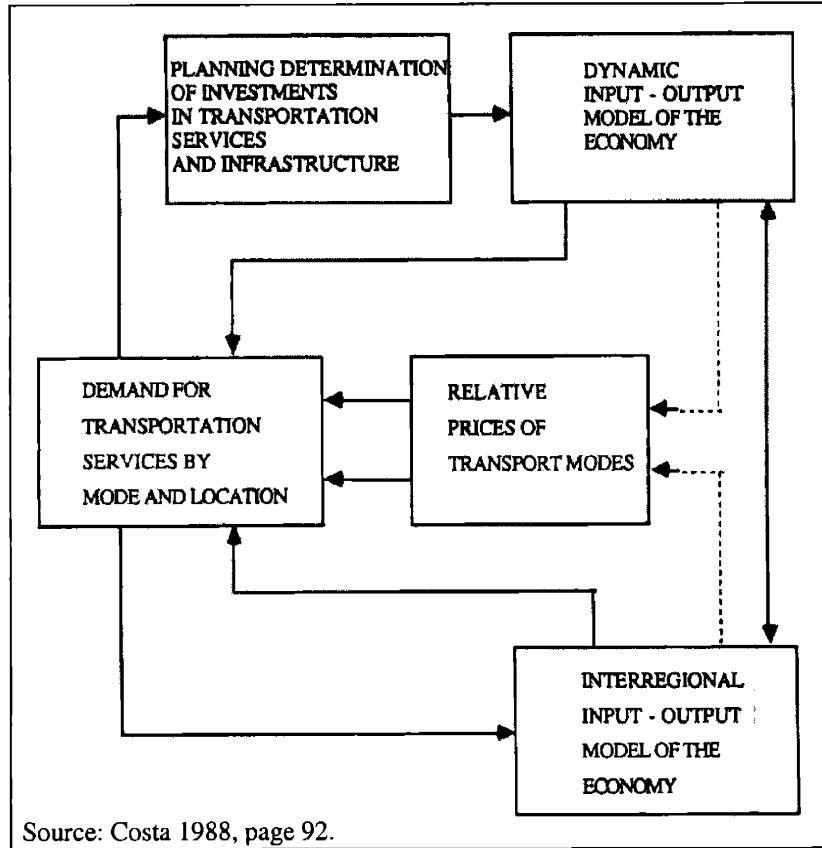 PLANNING DETERMINATION
OF INVESTMENTS
IN TRANSPORTATION
SERVICES
AND INFRASTRUCTURE
DYNAMIC
INPUT - OUTPUT
MODEL OF THE
ECONOMY
DEMAND FOR
TRANSPORTATION
SERVICES BY
MODE AND LOCATION
RELATIVE
PRICES OF
TRANSPORT MODES
INTERREGIONAL
INPUT - OUTPUT
MODEL OF THE
ECONOMY
Source: Costa 1988, page 92.